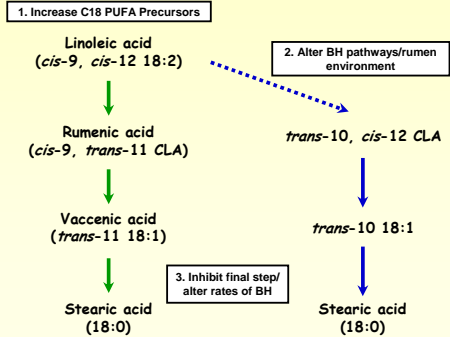 1. Increase C18 PUFA Precursors
Linoleic acid
(cis-9, cis-12 18:2)
2. Alter BH pathways/rumen
environment
Rumenic acid
(cis-9, trans-11 CLA)
trans-10, cis-12 CLA
Vaccenic acid
(trans-11 18:1)
trans-10 18:1
3. Inhibit final step/
alter rates of BH
Stearic acid
(18:0)
Stearic acid
(18:0)